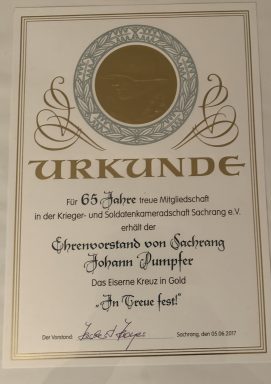 URKUNDE
Für 65 Jahre treue Mitgliedschaft
in der Krieger- und Soldatenkameradschaft Sachrang e.V.
erhält der
Ehrenvorstand von Sachrang
Johann Pumpfer
Das Eiserne Kreuz in Gold
„In Treue fest!"
Der Vorstand:
Sachrang, den 05.06.2017